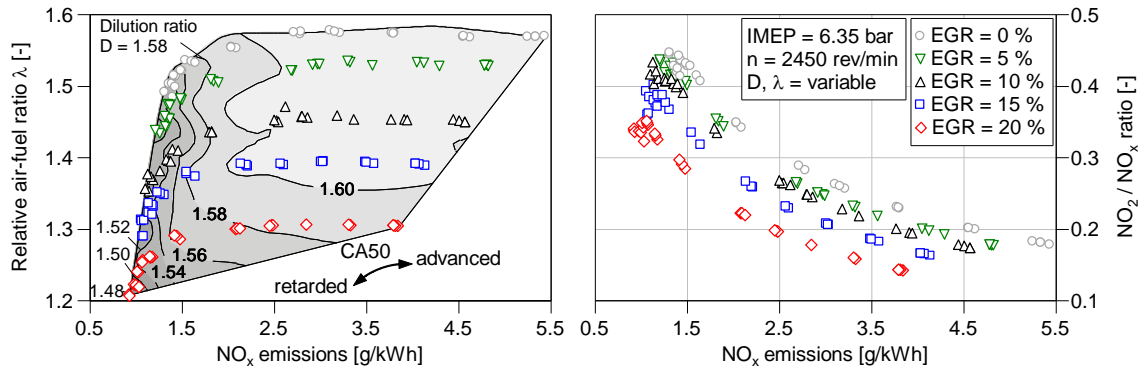 Dilution ratio
D = 1.58
1.6
1.5
1.4
1.3
1.2
Relative air-fuel ratio λ [-]
1.60
1.58
1.56
1.54
1.52
1.50
1.48
CA50
retarded
advanced
0.5
1.5
2.5
3.5
4.5
5.5
NOx emissions [g/kWh]
IMEP = 6.35 bar
n = 2450 rev/min
D, λ = variable
EGR = 0 %
EGR = 5 %
EGR = 10 %
EGR = 15 %
EGR = 20 %
0.5
0.4
0.3
0.2
0.1
NO2 / NOx ratio [-]
0.5
1.5
2.5
3.5
4.5
5.5
NOx emissions [g/kWh]